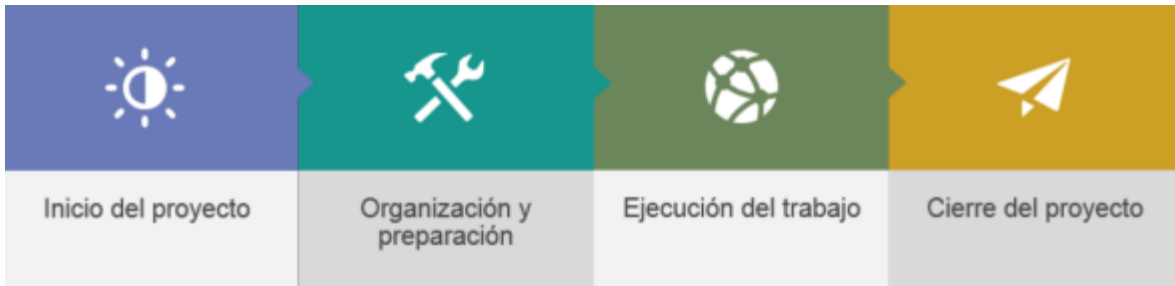 Inicio del proyecto
Organización y
preparación
Ejecución del trabajo
Cierre del proyecto